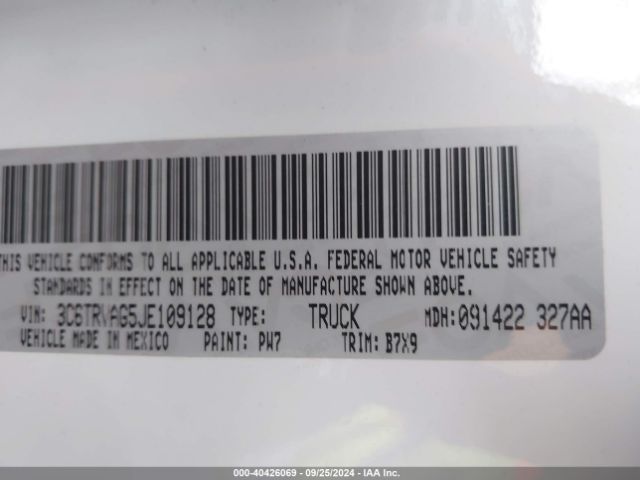 THIS VEHICLE CONFORMS TO ALL APPLICABLE U.S.A. FEDERAL MOTOR VEHICLE SAFETY
STANDARDS IN EFFECT ON THE DATE OF MANUFACTURE SHOWN ABOVE.
VIN: 3C6TRVAG5JE109128 TYPE: TRUCK MDH:091422 327AA
VEHICLE MADE IN MEXICO PAINT: PW7 TRIM: B7X9
000-40426069 - 09/25/2024 - IAA Inc.